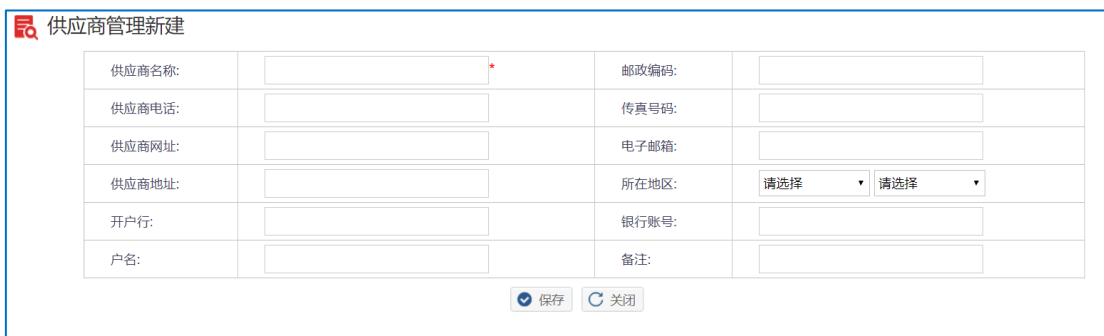 供应商管理新建
供应商名称: * 邮政编码:
供应商电话: 传真号码:
供应商网址: 电子邮箱:
供应商地址: 所在地区: 请选择 请选择
开户行: 银行账号:
户名: 备注:
保存 关闭